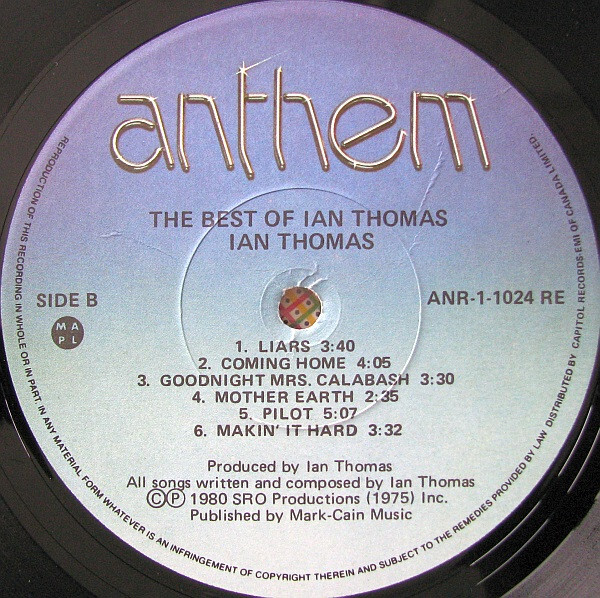 anthem
THE BEST OF IAN THOMAS
IAN THOMAS
SIDE B
ANR-1-1024 RE
M A
P L
1. LIARS 3:40
2. COMING HOME 4:05
3. GOODNIGHT MRS. CALABASH 3:30
4. MOTHER EARTH 2:35
5. PILOT 5:07
6. MAKIN' IT HARD 3:32
Produced by Ian Thomas
All songs written and composed by Ian Thomas
ⒸⓅ 1980 SRO Productions (1975) Inc.
Published by Mark-Cain Music
REPRODUCTION OF THIS RECORDING IN WHOLE OR IN PART, IN ANY MATERIAL FORM WHATEVER IS AN INFRINGEMENT OF COPYRIGHT THEREIN AND SUBJECT TO THE REMEDIES PROVIDED BY LAW DISTRIBUTED BY CAPITOL RECORDS-EMI OF CANADA LIMITED.